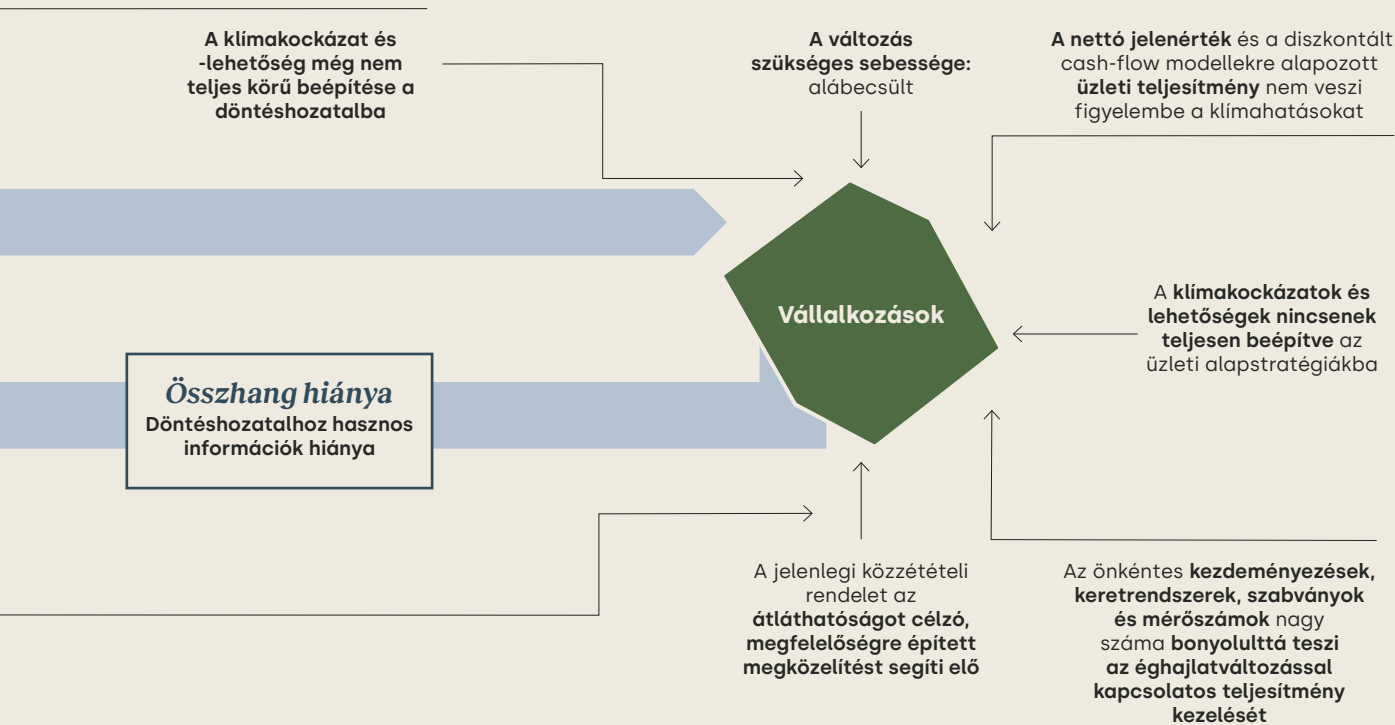 A klímakockázat és
-lehetőség még nem
teljes körű beépítése a
döntéshozatalba
A változás
szükséges sebessége:
alábecsült
A nettó jelenérték és a diszkontált
cash-flow modellekre alapozott
üzleti teljesítmény nem veszi
figyelembe a klímahatásokat
Vállalkozások
A klímakockázatok és
lehetőségek nincsenek
teljesen beépítve az
üzleti alapstratégiákba
Összhang hiánya
Döntéshozatalhoz hasznos
információk hiánya
A jelenlegi közzétételi
rendelet az
átláthatóságot célzó,
megfelelőségre épített
megközelítést segíti elő
Az önkéntes kezdeményezések,
keretrendszerek, szabványok
és mérőszámok nagy
száma bonyolulttá teszi
az éghajlatváltozással
kapcsolatos teljesítmény
kezelését